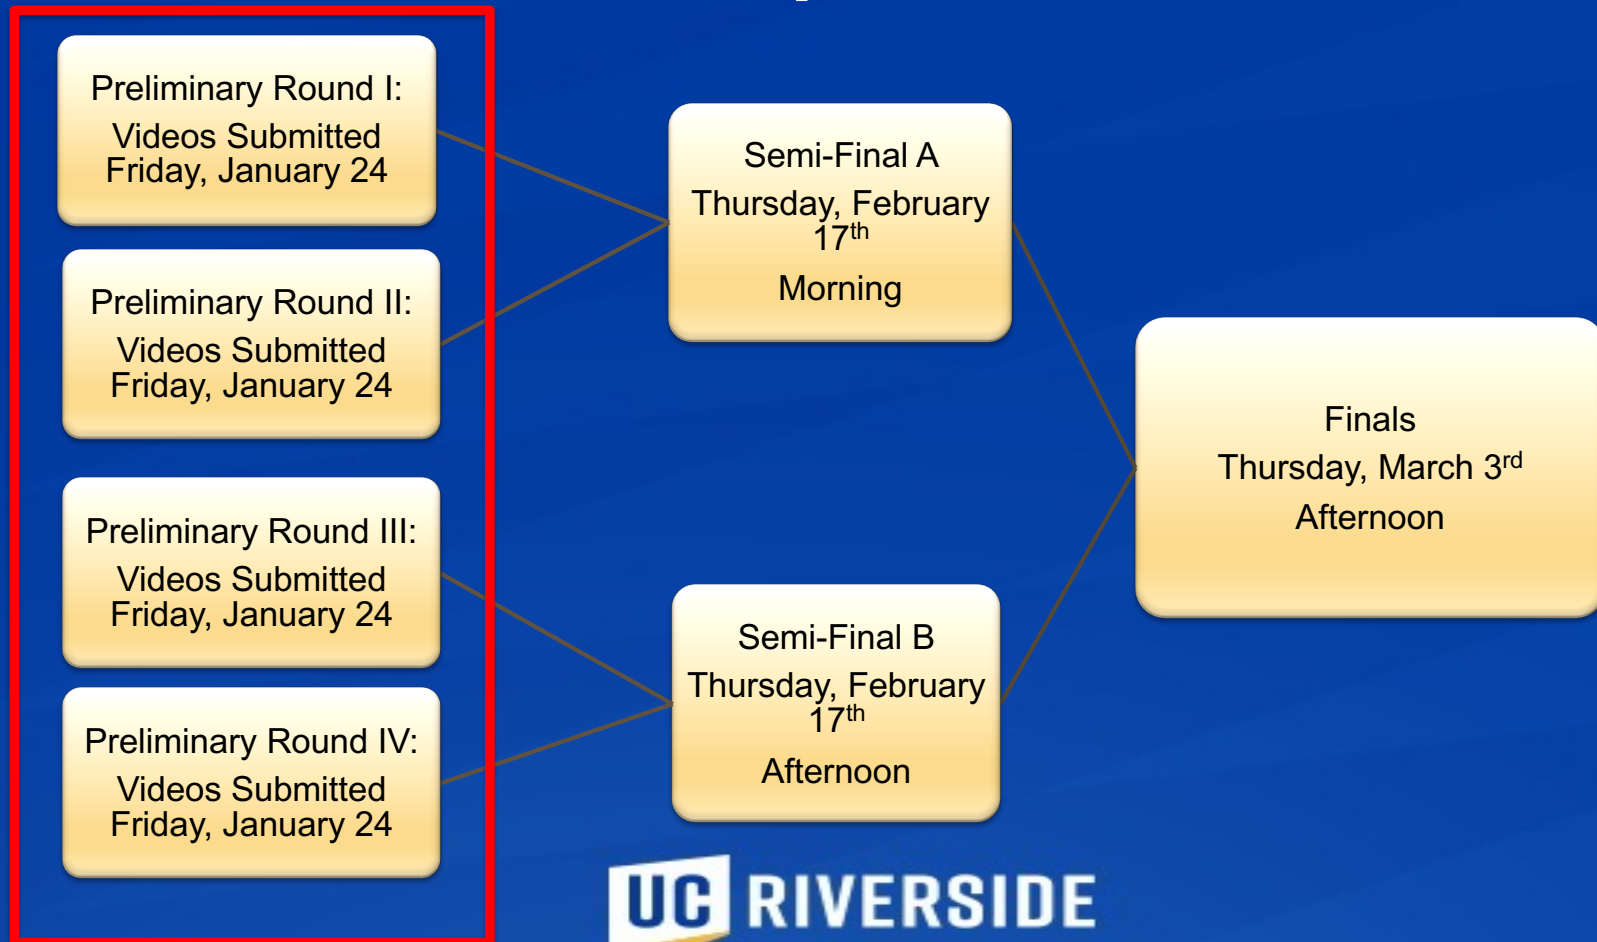 Preliminary Round I:
Videos Submitted
Friday, January 24
Preliminary Round II:
Videos Submitted
Friday, January 24
Preliminary Round III:
Videos Submitted
Friday, January 24
Preliminary Round IV:
Videos Submitted
Friday, January 24
Semi-Final A
Thursday, February
17th
Morning
Semi-Final B
Thursday, February
17th
Afternoon
Finals
Thursday, March 3rd
Afternoon
UC RIVERSIDE